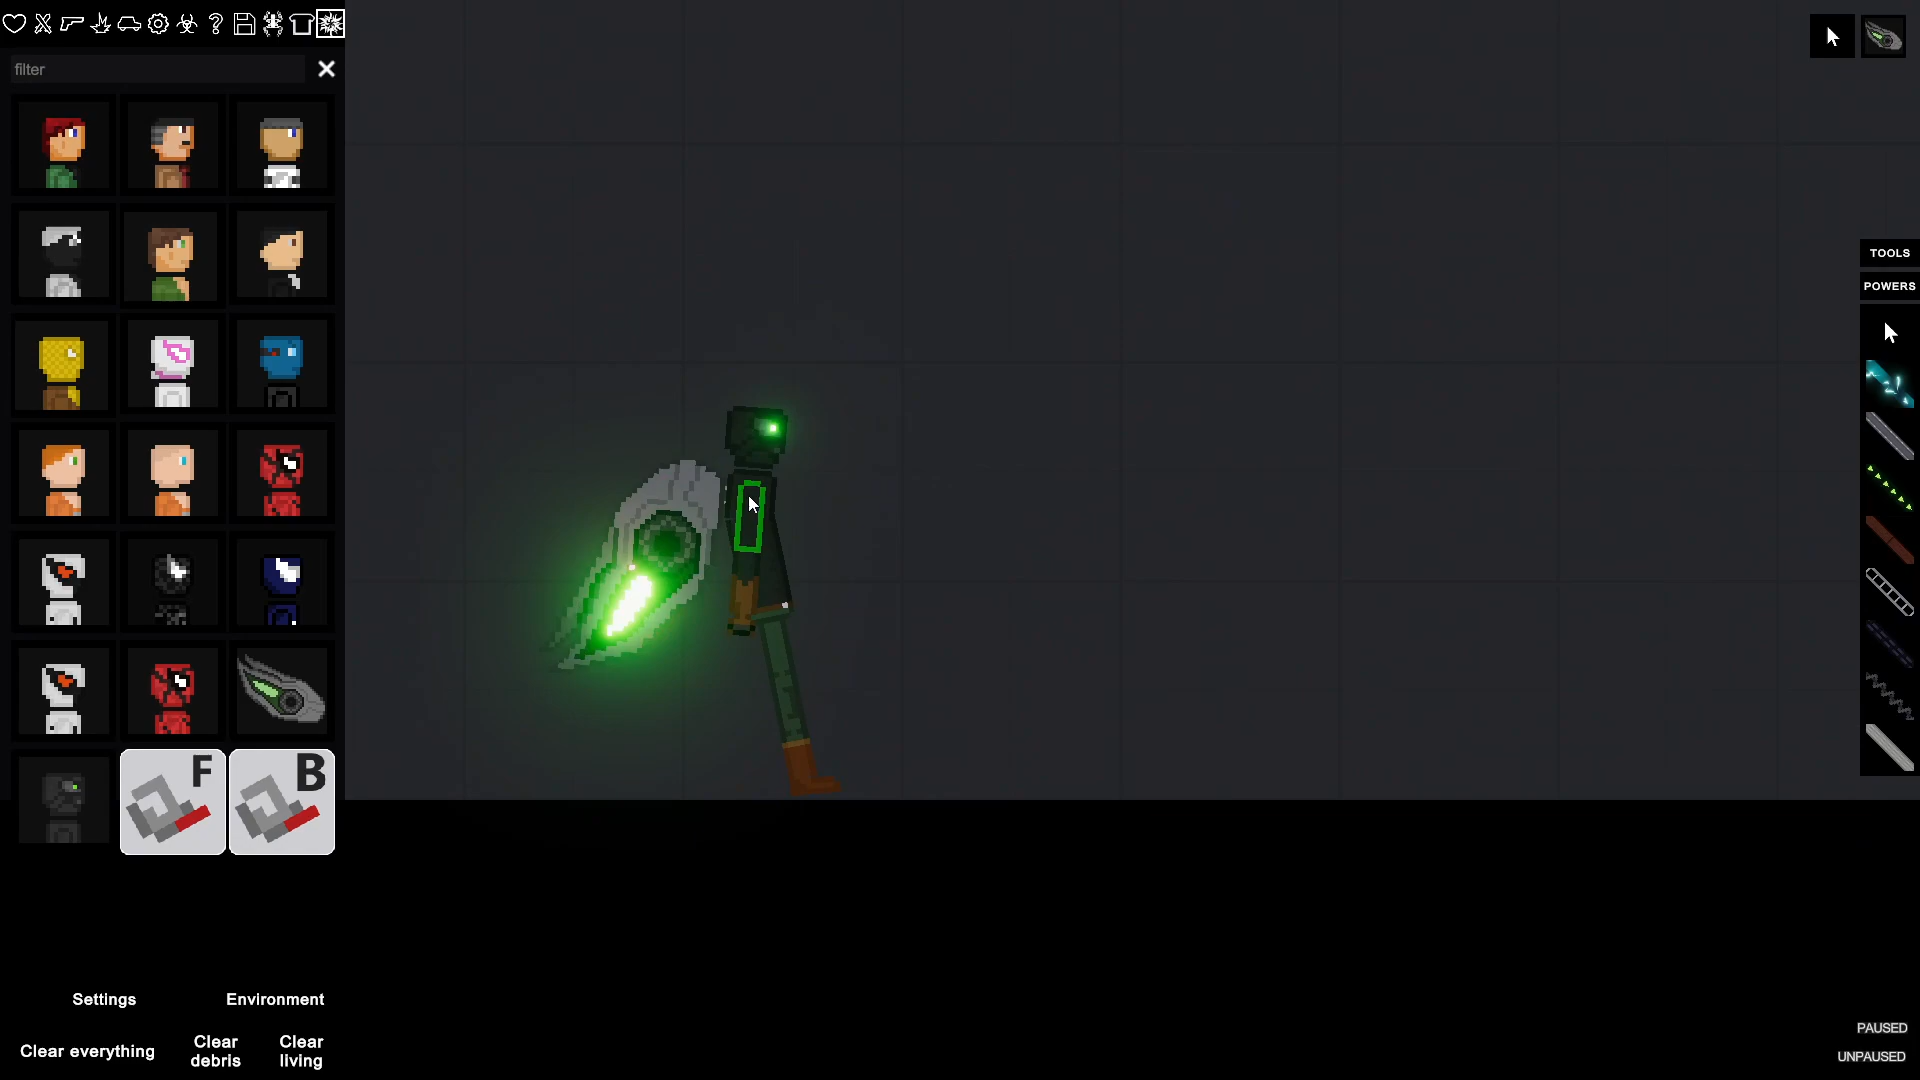 filter
TOOLS
POWERS
F
B
Settings
Environment
Clear everything
Clear
debris
Clear
living
PAUSED
UNPAUSED